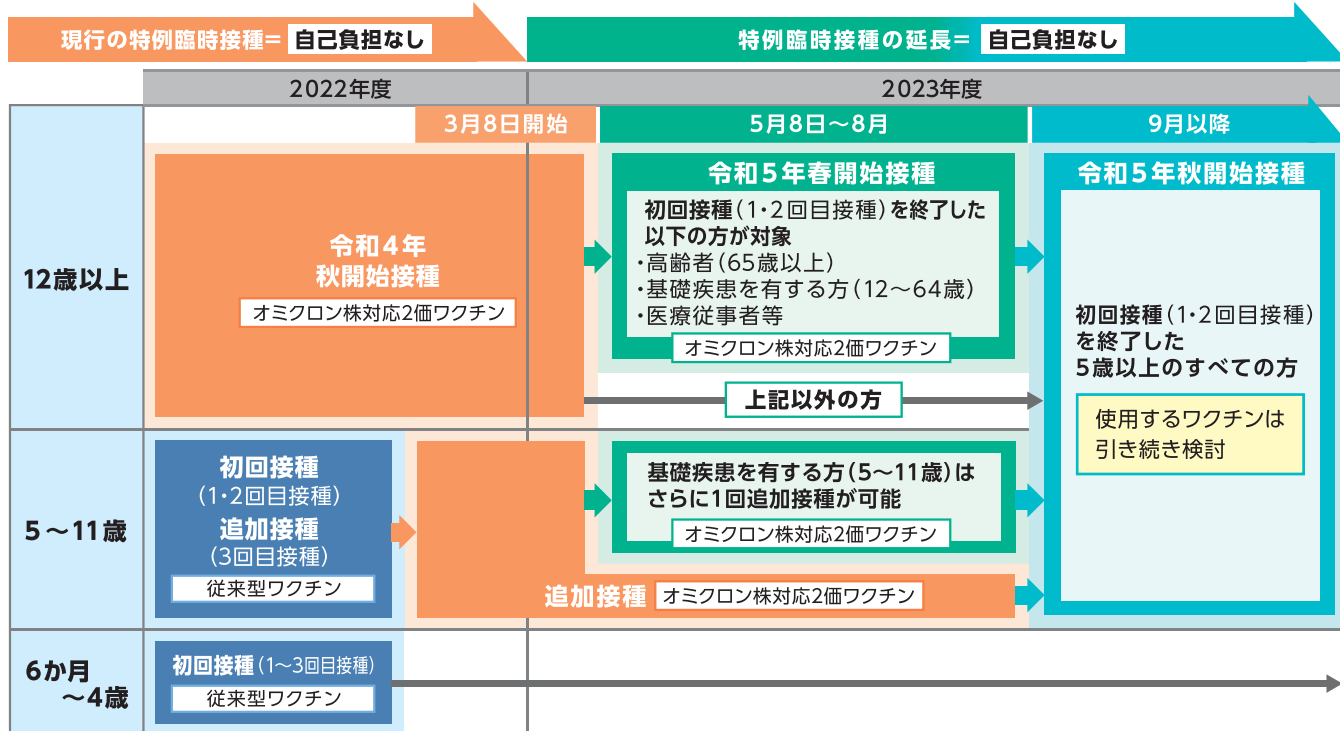 現行の特例臨時接種= 自己負担なし
特例臨時接種の延長= 自己負担なし
2022年度
2023年度
3月8日開始
5月8日～8月
9月以降
12歳以上
令和4年
秋開始接種
オミクロン株対応2価ワクチン
令和5年春開始接種
初回接種(1・2回目接種)を終了した
以下の方が対象
・高齢者(65歳以上)
・基礎疾患を有する方(12～64歳)
・医療従事者等
オミクロン株対応2価ワクチン
上記以外の方
令和5年秋開始接種
初回接種(1・2回目接種)
を終了した
5歳以上のすべての方
使用するワクチンは
引き続き検討
5～11歳
初回接種
(1・2回目接種)
追加接種
(3回目接種)
従来型ワクチン
基礎疾患を有する方(5～11歳)は
さらに1回追加接種が可能
オミクロン株対応2価ワクチン
追加接種 オミクロン株対応2価ワクチン
6か月
～4歳
初回接種(1～3回目接種)
従来型ワクチン